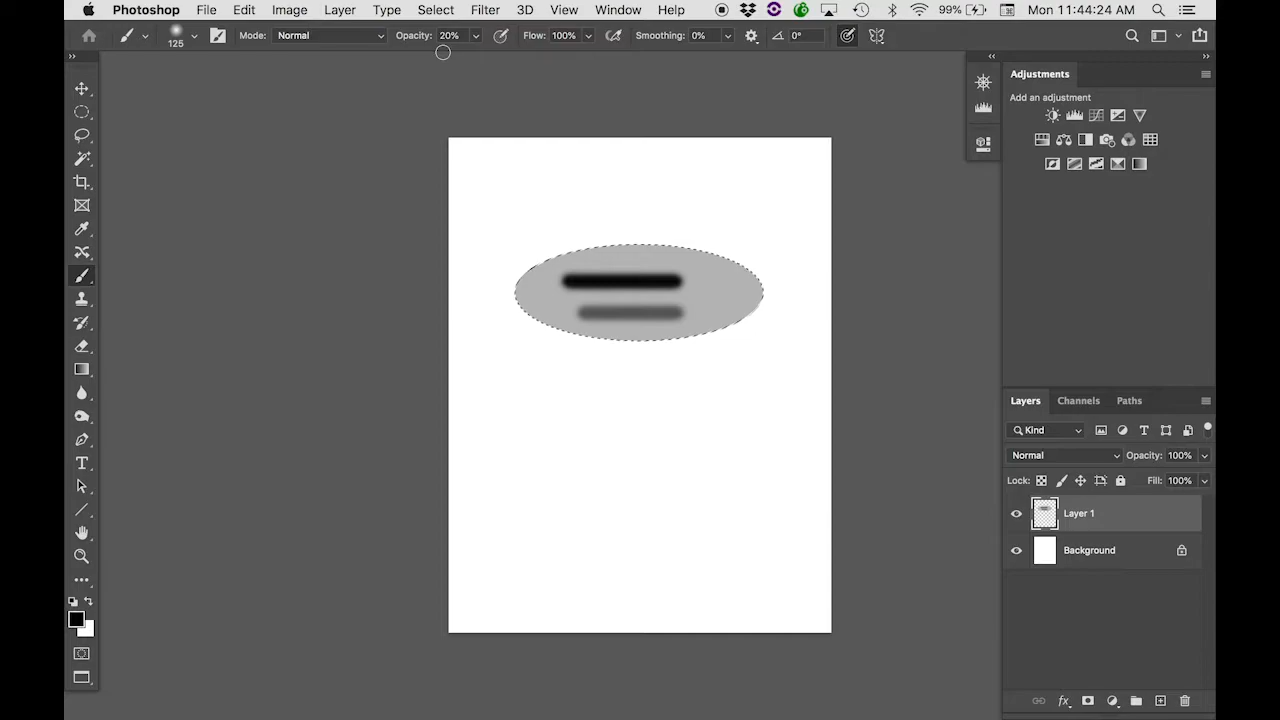 Photoshop File Edit Image Layer Type Select Filter 3D View Window Help 99% Mon 11:44:24 AM
125 Mode: Normal Opacity: 20% Flow: 100% Smoothing: 0% 0°
Adjustments
Add an adjustment
Layers Channels Paths
Kind
Normal Opacity: 100%
Lock: Fill: 100%
Layer 1
Background